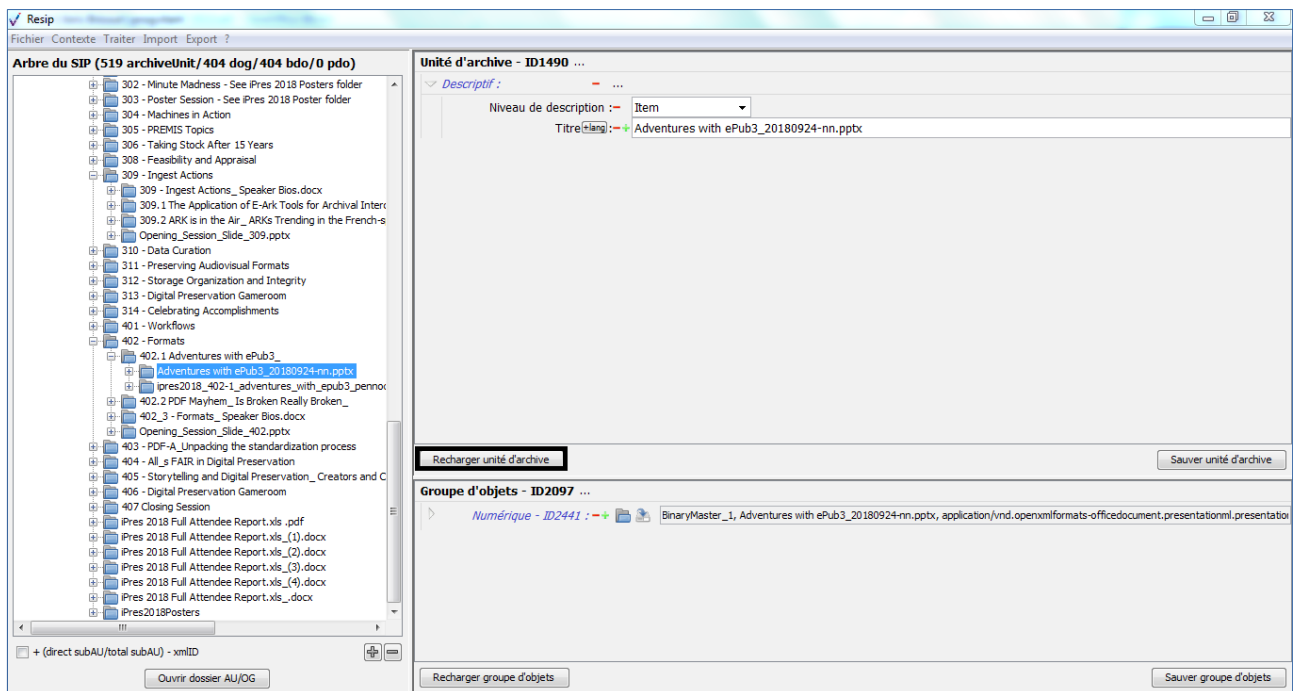 Resip
Fichier Contexte Traiter Import Export ?
Arbre du SIP (519 archiveUnit/404 dog/404 bdo/0 pdo)
302 - Minute Madness - See iPres 2018 Posters folder
303 - Poster Session - See iPres 2018 Poster folder
304 - Machines in Action
305 - PREMIS Topics
306 - Taking Stock After 15 Years
308 - Feasibility and Appraisal
309 - Ingest Actions
309 - Ingest Actions_ Speaker Bios.docx
309.1 The Application of E-Ark Tools for Archival Interc
309.2 ARK is in the Air_ ARKs Trending in the French-s
Opening_Session_Slide_309.pptx
310 - Data Curation
311 - Preserving Audiovisual Formats
312 - Storage Organization and Integrity
313 - Digital Preservation Gameroom
314 - Celebrating Accomplishments
401 - Workflows
402 - Formats
402.1 Adventures with ePub3_
Adventures with ePub3_20180924-nn.pptx
ipres2018_402-1_adventures_with_epub3_pennoc
402.2 PDF Mayhem_ Is Broken Really Broken_
402_3 - Formats_ Speaker Bios.docx
Opening_Session_Slide_402.pptx
403 - PDF-A_Unpacking the standardization process
404 - All_s FAIR in Digital Preservation
405 - Storytelling and Digital Preservation_ Creators and C
406 - Digital Preservation Gameroom
407 Closing Session
iPres 2018 Full Attendee Report.xls .pdf
iPres 2018 Full Attendee Report.xls_(1).docx
iPres 2018 Full Attendee Report.xls_(2).docx
iPres 2018 Full Attendee Report.xls_(3).docx
iPres 2018 Full Attendee Report.xls_(4).docx
iPres 2018 Full Attendee Report.xls_.docx
iPres2018Posters
+ (direct subAU/total subAU) - xmlID
Ouvrir dossier AU/OG
Unité d'archive - ID1490 ...
Descriptif : - ...
Niveau de description :- Item
Titre +lang :-+ Adventures with ePub3_20180924-nn.pptx
Recharger unité d'archive Sauver unité d'archive
Groupe d'objets - ID2097 ...
Numérique - ID2441 : -+ BinaryMaster_1, Adventures with ePub3_20180924-nn.pptx, application/vnd.openxmlformats-officedocument.presentationml.presentation
Recharger groupe d'objets Sauver groupe d'objets